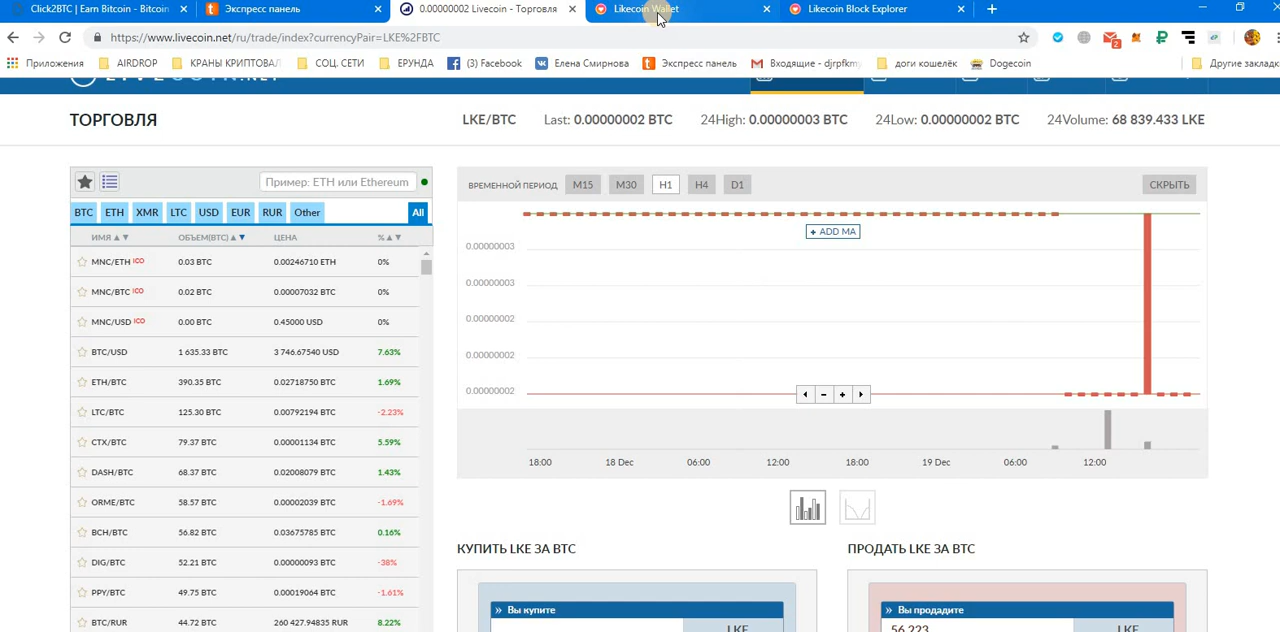 Click2BTC | Earn Bitcoin - Bitcoin
Экспресс панель
0.00000002 Livecoin - Торговля
Likecoin Wallet
Likecoin Block Explorer
https://www.livecoin.net/ru/trade/index?currencyPair=LKE%2FBTC
2
Приложения
AIRDROP
КРАНЫ КРИПТОВАЛ
СОЦ. СЕТИ
ЕРУНДА
(3) Facebook
Елена Смирнова
Экспресс панель
Входящие - djrpfkm
доги кошелёк
Dogecoin
Другие закладк
ТОРГОВЛЯ
LKE/BTC Last: 0.00000002 BTC 24High: 0.00000003 BTC 24Low: 0.00000002 BTC 24Volume: 68 839.433 LKE
Пример: ETH или Ethereum
BTC ETH XMR LTC USD EUR RUR Other All
ИМЯ ОБЪЕМ(BTC) ЦЕНА %
MNC/ETH ICO 0.03 BTC 0.00246710 ETH 0%
MNC/BTC ICO 0.02 BTC 0.00007032 BTC 0%
MNC/USD ICO 0.00 BTC 0.45000 USD 0%
BTC/USD 1 635.33 BTC 3 746.67540 USD 7.63%
ETH/BTC 390.35 BTC 0.02718750 BTC 1.69%
LTC/BTC 125.30 BTC 0.00792194 BTC -2.23%
CTX/BTC 79.37 BTC 0.00001134 BTC 5.59%
DASH/BTC 68.37 BTC 0.02008079 BTC 1.43%
ORME/BTC 58.57 BTC 0.00002039 BTC -1.69%
BCH/BTC 56.82 BTC 0.03675785 BTC 0.16%
DIG/BTC 52.21 BTC 0.00000093 BTC -38%
PPY/BTC 49.75 BTC 0.00019064 BTC -1.61%
BTC/RUR 44.72 BTC 260 427.94835 RUR 8.22%
ВРЕМЕННОЙ ПЕРИОД M15 M30 H1 H4 D1 СКРЫТЬ
+ ADD MA
0.00000003
0.00000003
0.00000002
0.00000002
0.00000002
18:00 18 Dec 06:00 12:00 18:00 19 Dec 06:00 12:00
КУПИТЬ LKE ЗА BTC
» Вы купите
LKE
ПРОДАТЬ LKE ЗА BTC
» Вы продадите
56.223 LKE